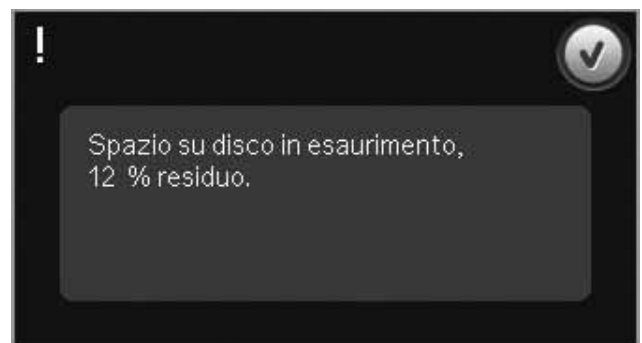 !
Spazio su disco in esaurimento,
12 % residuo.